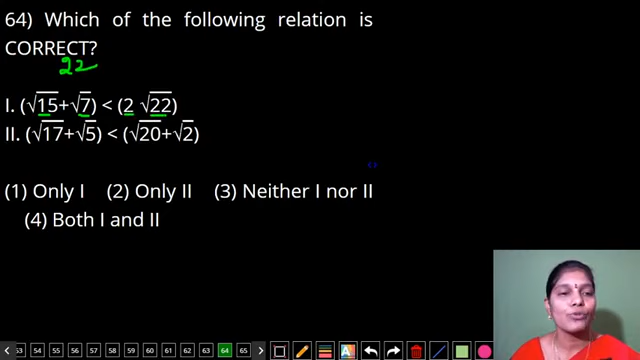 64) Which of the following relation is
CORRECT?
22
I. (√15+√7) < (2 √22)
II. (√17+√5) < (√20+√2)
(1) Only I (2) Only II (3) Neither I nor II
(4) Both I and II
53 54 55 56 57 58 59 60 61 62 63 64 65